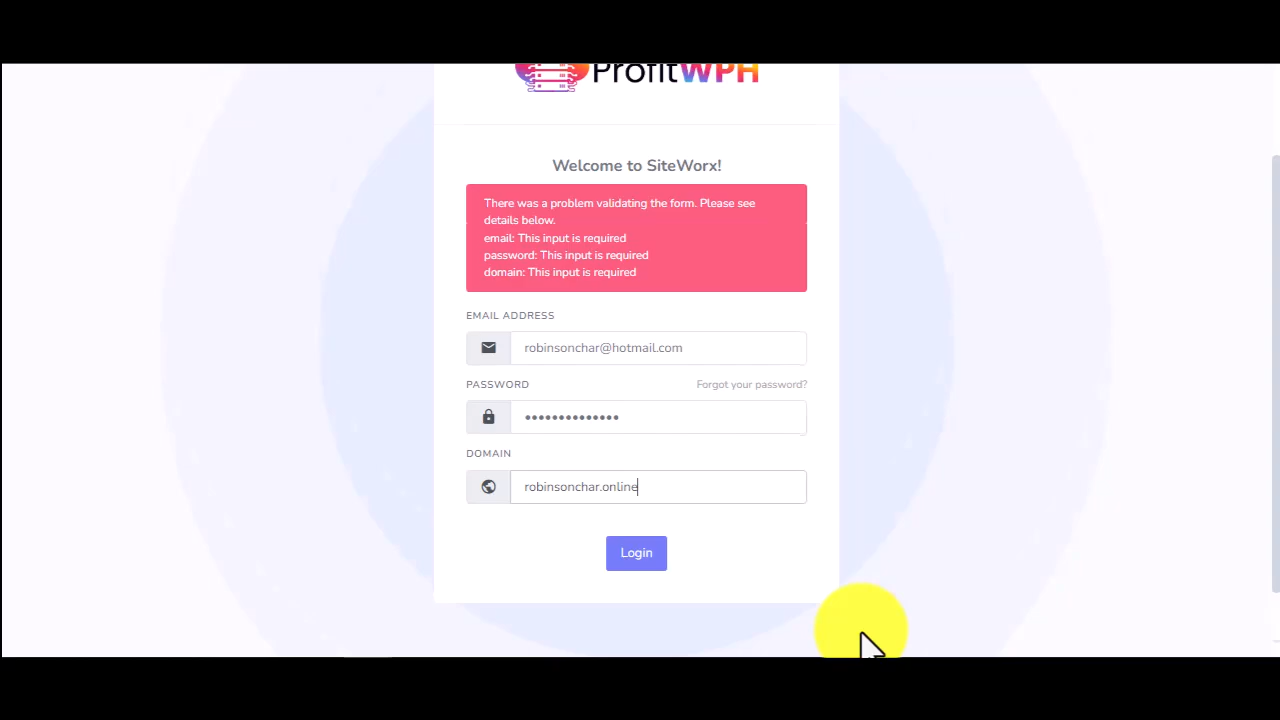 ProfitWPH
Welcome to SiteWorx!
There was a problem validating the form. Please see
details below.
email: This input is required
password: This input is required
domain: This input is required
EMAIL ADDRESS
robinsonchar@hotmail.com
PASSWORD Forgot your password?
••••••••••••••
DOMAIN
robinsonchar.online
Login